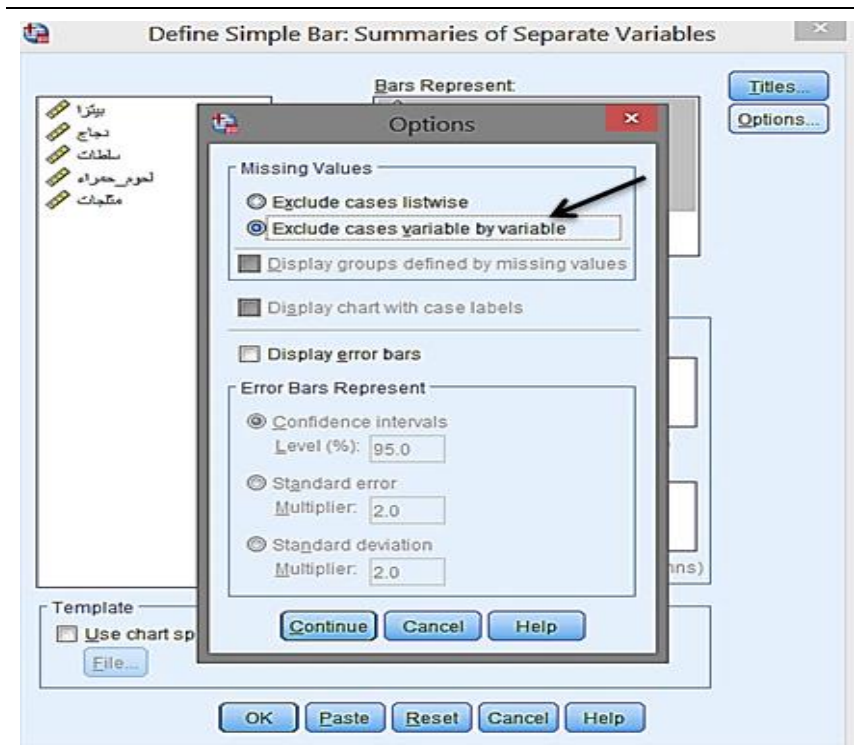 Define Simple Bar: Summaries of Separate Variables
Bars Represent:
Titles...
Options...
بيتزا
دجاج
سلطات
لحوم_حمراء
مثلجات
Options
Missing Values
Exclude cases listwise
Exclude cases variable by variable
Display groups defined by missing values
Display chart with case labels
Display error bars
Error Bars Represent
Confidence intervals
Level (%): 95.0
Standard error
Multiplier: 2.0
Standard deviation
Multiplier: 2.0
Continue Cancel Help
Template
Use chart sp
File...
OK Paste Reset Cancel Help